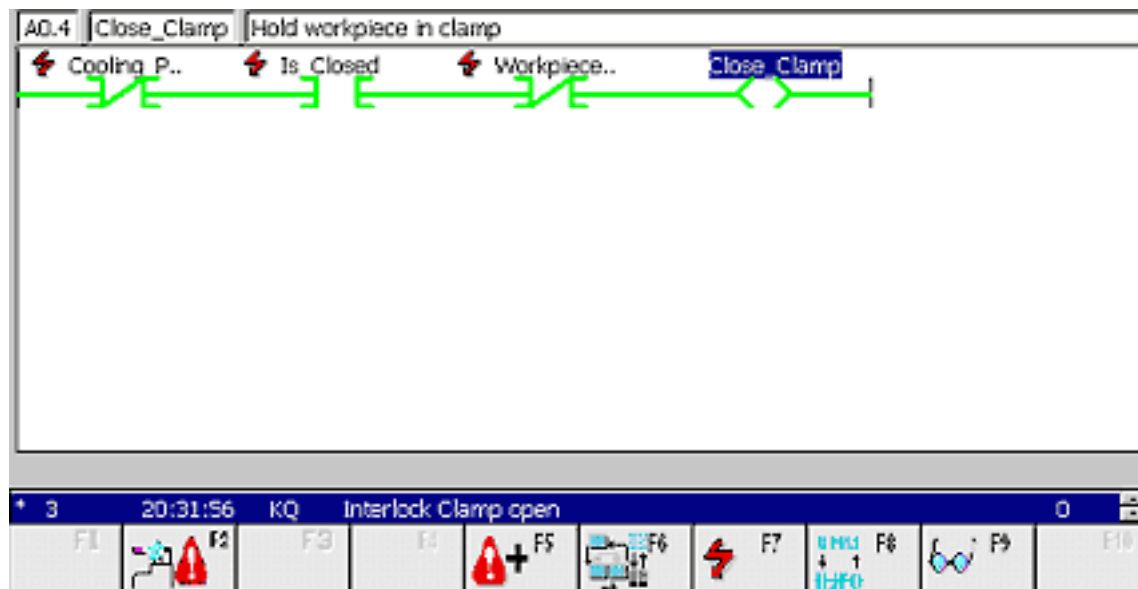 A0.4 Close_Clamp Hold workpiece in clamp
Cooling_P.. Is_Closed Workpiece.. Close_Clamp
* 3 20:31:56 KQ Interlock Clamp open 0
F1 F2 F3 F4 F5 F6 F7 F8 F9 F10